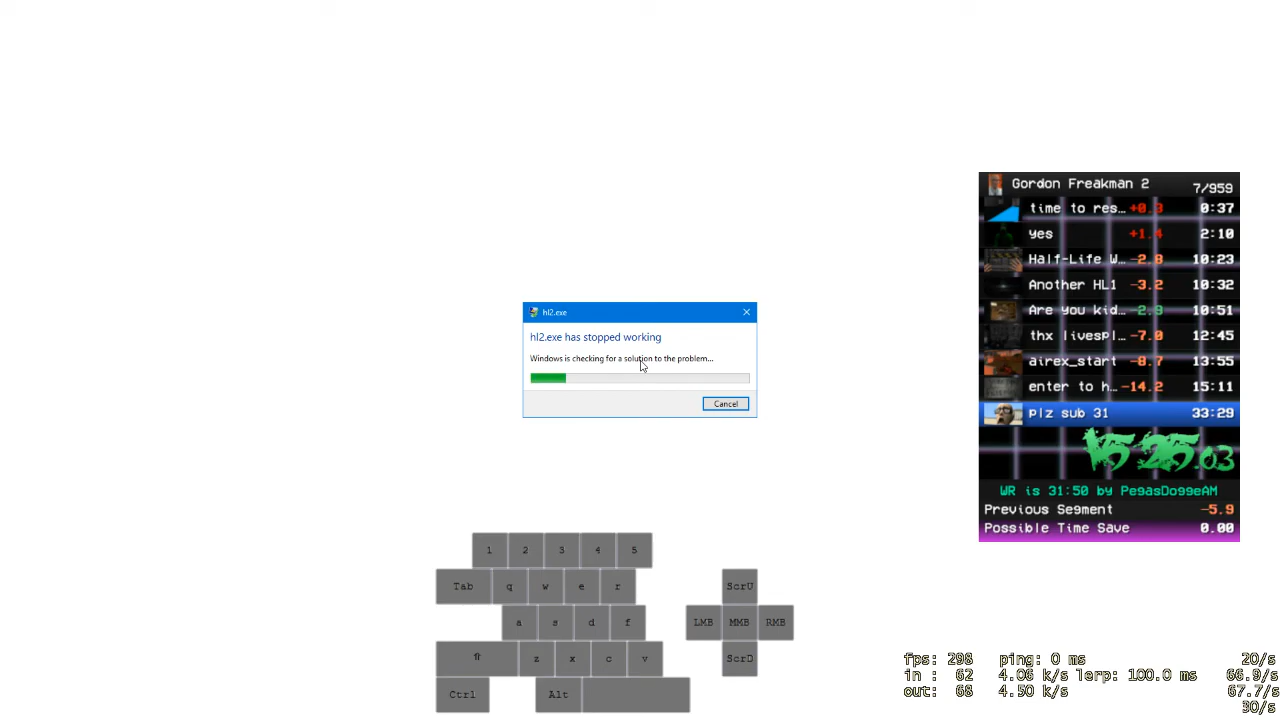 hl2.exe
hl2.exe has stopped working
Windows is checking for a solution to the problem...
Cancel
Gordon Freakman 2 7/959
time to res… +0.3 0:37
yes +1.4 2:10
Half-Life W… -2.8 10:23
Another HL1 -3.2 10:32
Are you kid… -2.9 10:51
thx livespl… -7.0 12:45
airex_start -8.7 13:55
enter to h… -14.2 15:11
plz sub 31 33:29
15 25.03
WR is 31:50 by PegasDoggeAM
Previous Segment -5.9
Possible Time Save 0.00
1 2 3 4 5
Tab q w e r
ScrU
a s d f
LMB MMB RMB
⇧ z x c v
ScrD
Ctrl Alt
fps: 298 ping: 0 ms 20/s
in : 62 4.06 k/s lerp: 100.0 ms 66.9/s
out: 68 4.50 k/s 67.7/s
30/s